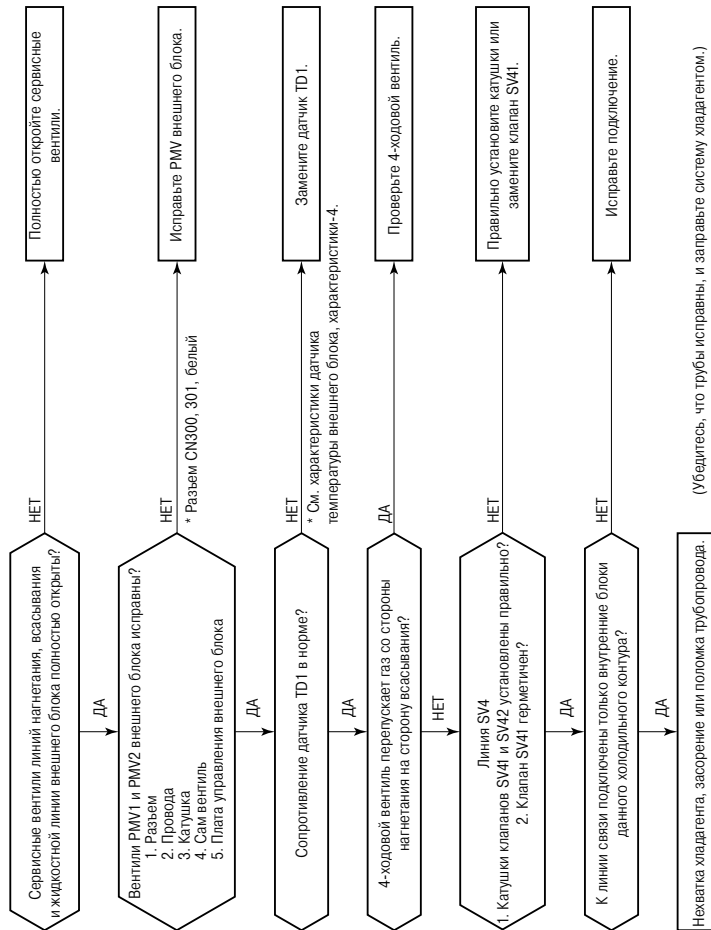 Сервисные вентили линий нагнетания, всасывания
и жидкостной линии внешнего блока полностью открыты?
НЕТ
Полностью откройте сервисные
вентили.
ДА
Вентили PMV1 и PMV2 внешнего блока исправны?
1. Разъем
2. Провода
3. Катушка
4. Сам вентиль
5. Плата управления внешнего блока
НЕТ
* Разъем CN300, 301, белый
Исправьте PMV внешнего блока.
ДА
Сопротивление датчика TD1 в норме?
НЕТ
* См. характеристики датчика
температуры внешнего блока, характеристики-4.
Замените датчик TD1.
ДА
4-ходовой вентиль перепускает газ со стороны
нагнетания на сторону всасывания?
ДА
Проверьте 4-ходовой вентиль.
НЕТ
Линия SV4
1. Катушки клапанов SV41 и SV42 установлены правильно?
2. Клапан SV41 герметичен?
НЕТ
Правильно установите катушки или
замените клапан SV41.
ДА
К линии связи подключены только внутренние блоки
данного холодильного контура?
НЕТ
Исправьте подключение.
ДА
Нехватка хладагента, засорение или поломка трубопровода.
(Убедитесь, что трубы исправны, и заправьте систему хладагентом.)